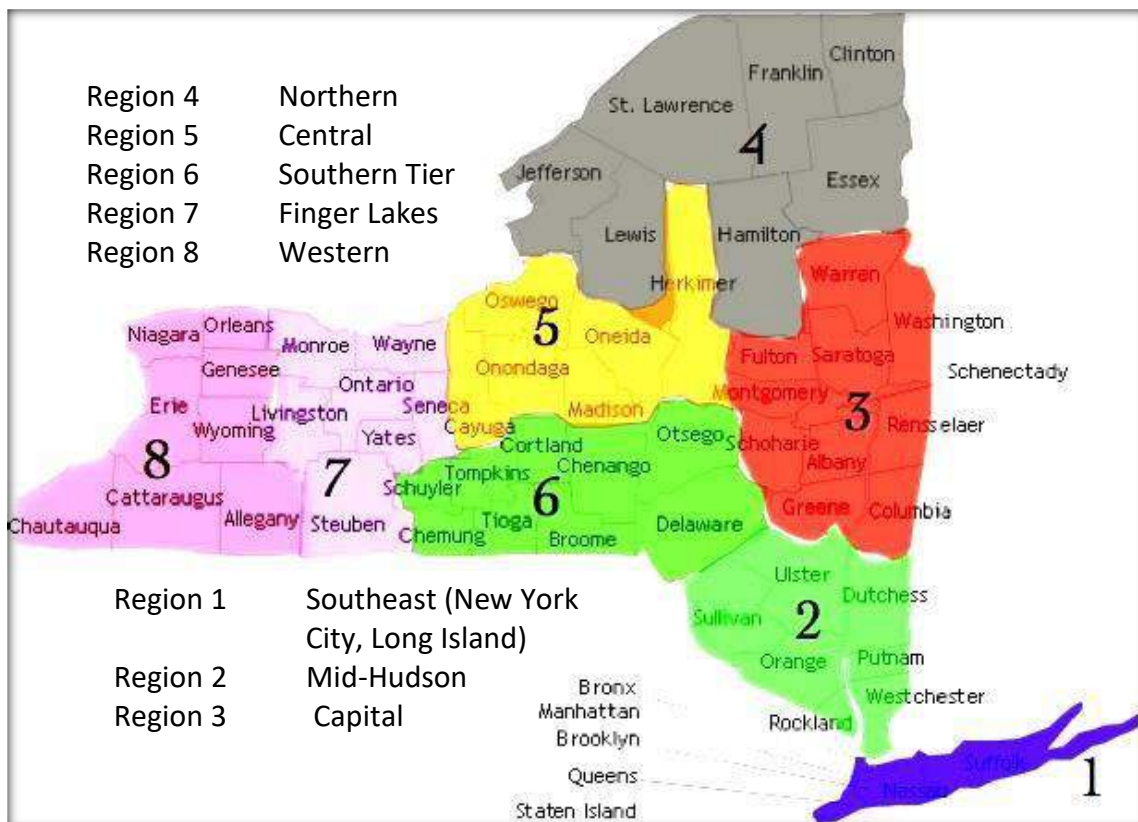 Region 4 Northern
Region 5 Central
Region 6 Southern Tier
Region 7 Finger Lakes
Region 8 Western
Clinton
Franklin
St. Lawrence
4
Jefferson
Essex
Lewis
Hamilton
Herkimer
Warren
Oswego
5
Oneida
Onondaga
Madison
Cayuga
Washington
Fulton
Saratoga
Schenectady
Montgomery
3
Rensselaer
Schoharie
Albany
Greene
Columbia
Niagara
Orleans
Genesee
Erie
Wyoming
8
Cattaraugus
Chautauqua
Allegany
Monroe
Wayne
Ontario
Livingston
Seneca
Yates
7
Steuben
Cortland
Otsego
Tompkins
Chenango
Schuyler
6
Tioga
Delaware
Chemung
Broome
Ulster
Dutchess
Sullivan
2
Orange
Putnam
Westchester
Rockland
Region 1 Southeast (New York
City, Long Island)
Region 2 Mid-Hudson
Region 3 Capital
Bronx
Manhattan
Brooklyn
Queens
Staten Island
Suffolk
Nassau
1